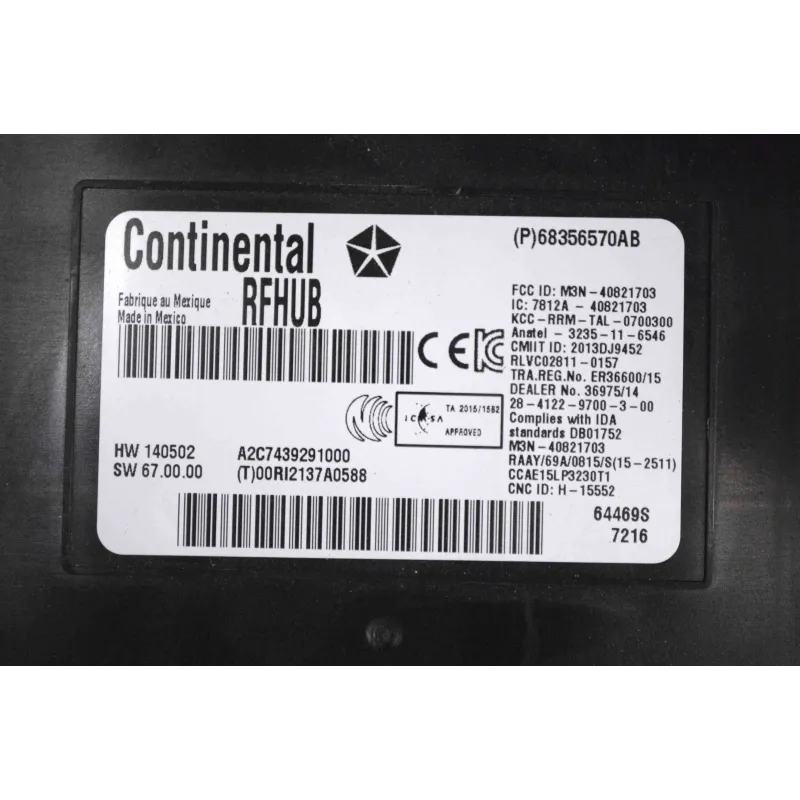 Continental
RFHUB
(P)68356570AB
Fabrique au Mexique
Made in Mexico
FCC ID: M3N-40821703
IC: 7812A - 40821703
KCC-RRM-TAL-0700300
Anatel - 3235-11-6546
CMIIT ID: 2013DJ9452
RLVC02811-0157
TRA.REG.No. ER36600/15
DEALER No. 36975/14
28-4122-9700-3-00
Complies with IDA
standards DB01752
M3N-40821703
RAAY/69A/0815/S(15-2511)
CCAE15LP3230T1
CNC ID: H-15552
CE
ICASA
TA 2015/1582
APPROVED
HW 140502
SW 67.00.00
A2C7439291000
(T)00RI2137A0588
64469S
7216